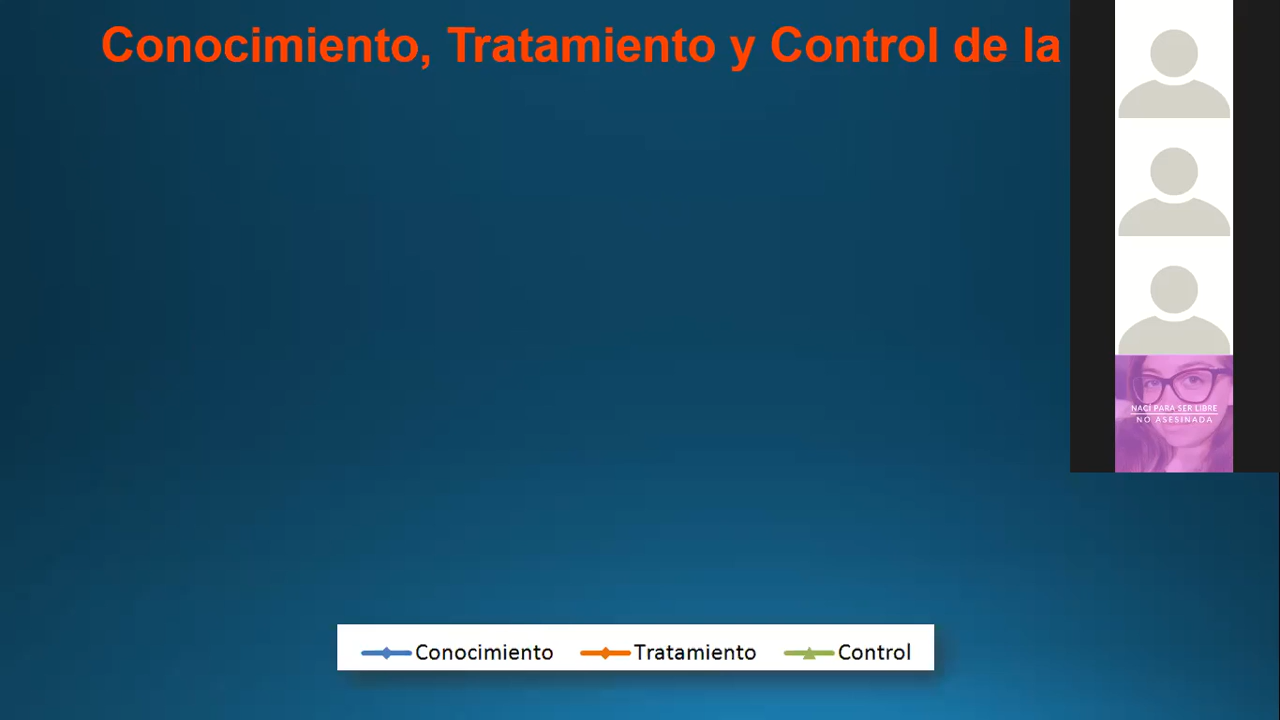 Conocimiento, Tratamiento y Control de la
NACÍ PARA SER LIBRE
NO ASESINADA
Conocimiento Tratamiento Control